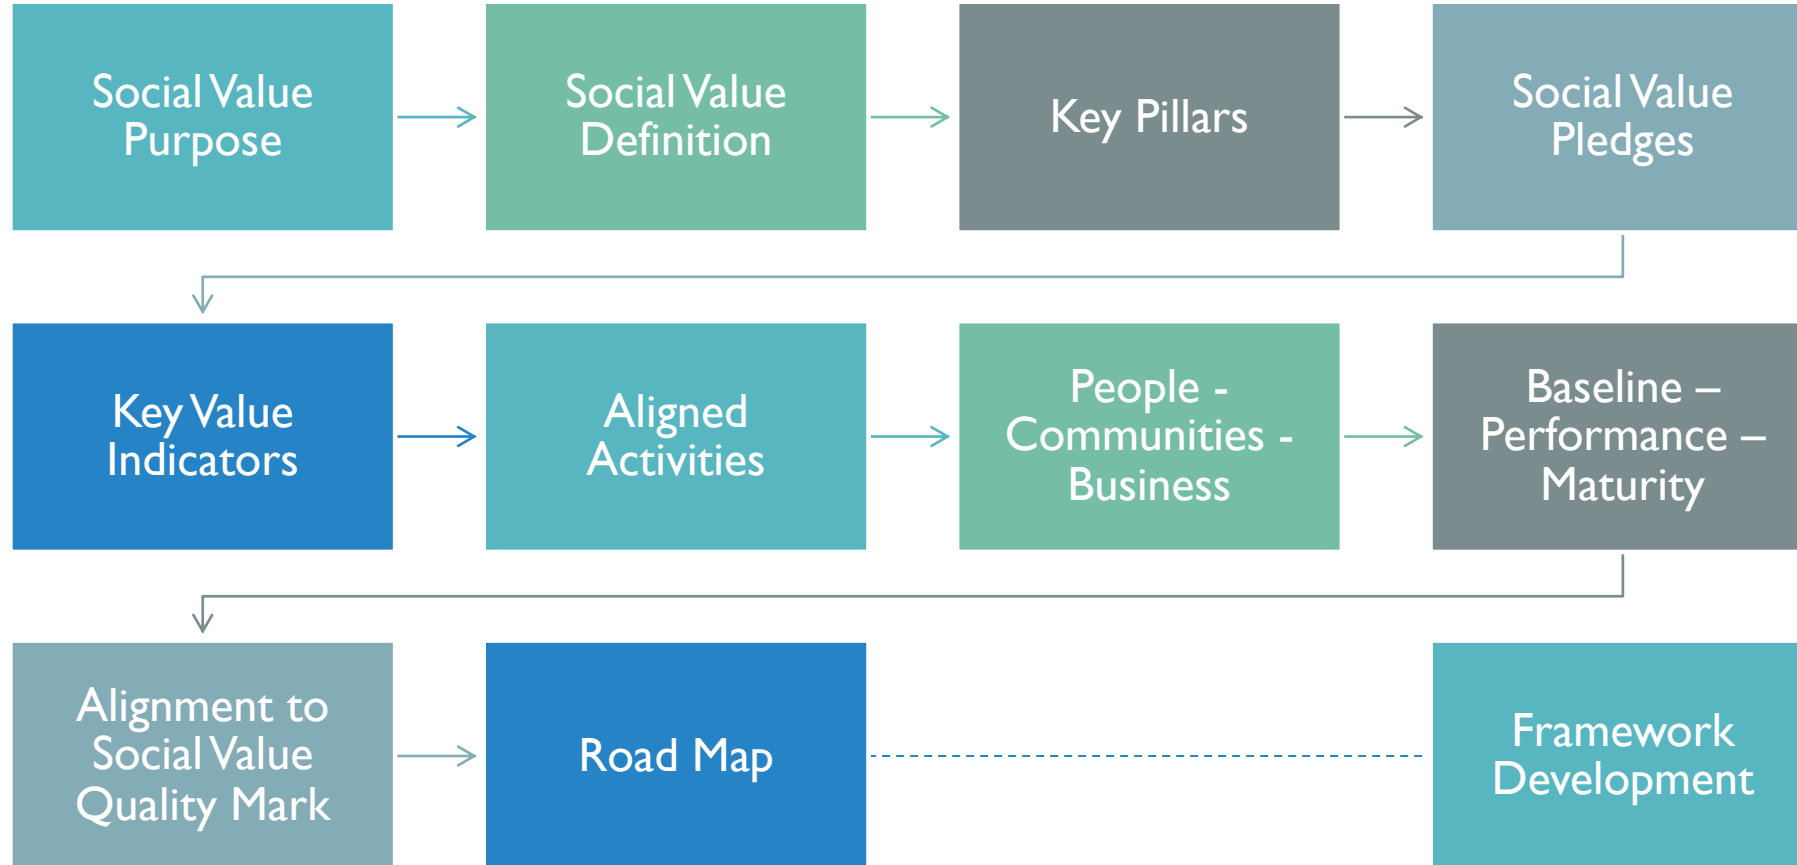 Social Value
Purpose
Social Value
Definition
Key Pillars
Social Value
Pledges
Key Value
Indicators
Aligned
Activities
People -
Communities -
Business
Baseline –
Performance –
Maturity
Alignment to
Social Value
Quality Mark
Road Map
Framework
Development